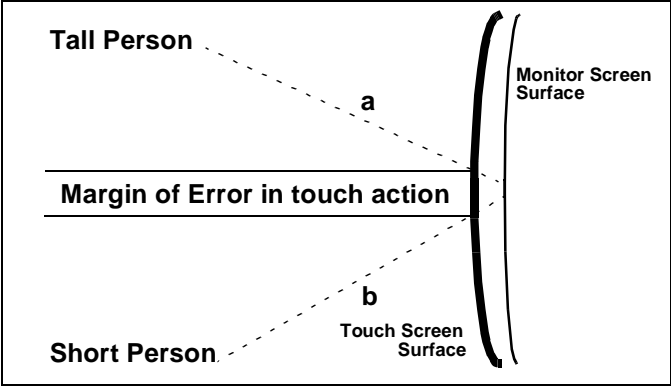 Tall Person
Monitor Screen
Surface
a
Margin of Error in touch action
b
Touch Screen
Surface
Short Person